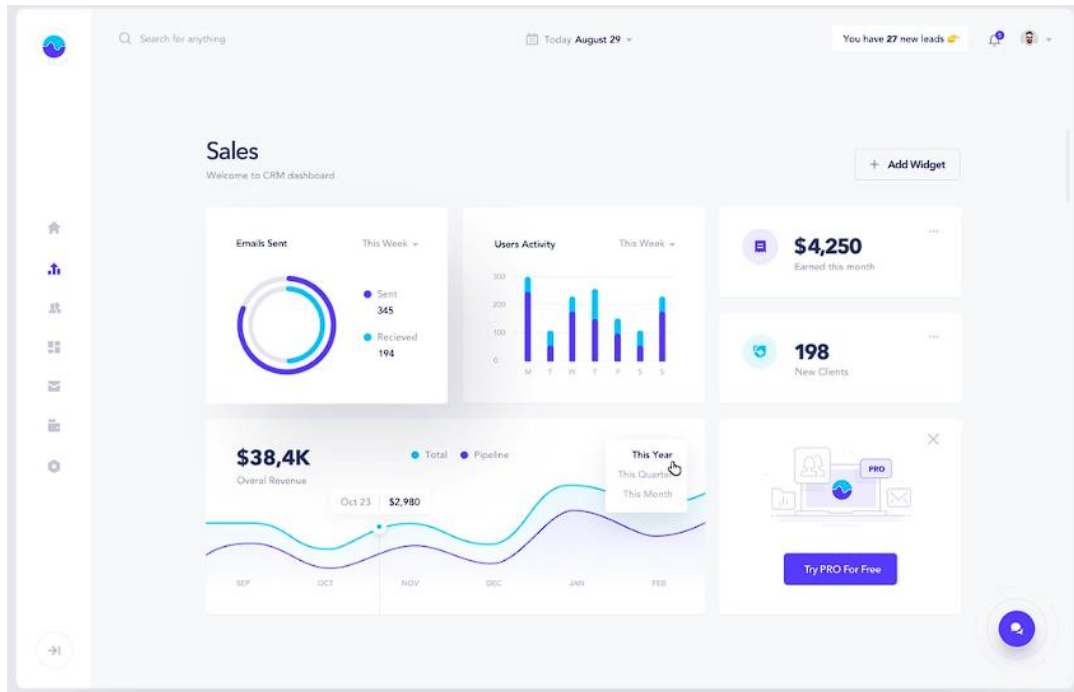 Search for anything
Today August 29
You have 27 new leads 👉
6
Sales
Welcome to CRM dashboard
+ Add Widget
Emails Sent
This Week
Sent
345
Recieved
194
Users Activity
This Week
300
200
100
0
M T W T F S S
$4,250
Earned this month
198
New Clients
$38,4K
Overal Revenue
Total
Pipeline
This Year
This Quarter
This Month
Oct 23 $2,980
SEP OCT NOV DEC JAN FEB
PRO
Try PRO For Free